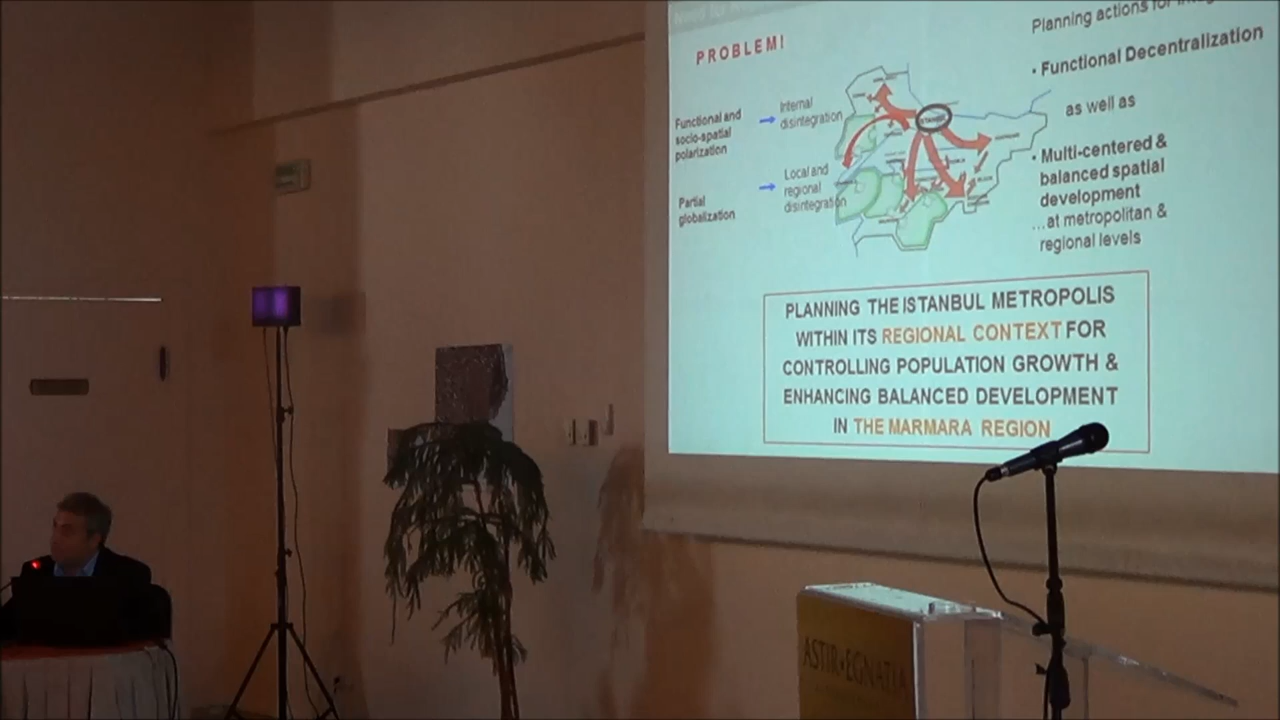 PROBLEM!
Functional and
socio-spatial
polarization
Internal
disintegration
Partial
globalization
Local and
regional
disintegration
Planning actions for
• Functional Decentralization
as well as
• Multi-centered &
balanced spatial
development
...at metropolitan &
regional levels
PLANNING THE ISTANBUL METROPOLIS
WITHIN ITS REGIONAL CONTEXT FOR
CONTROLLING POPULATION GROWTH &
ENHANCING BALANCED DEVELOPMENT
IN THE MARMARA REGION
ASTIR•EGNATIA